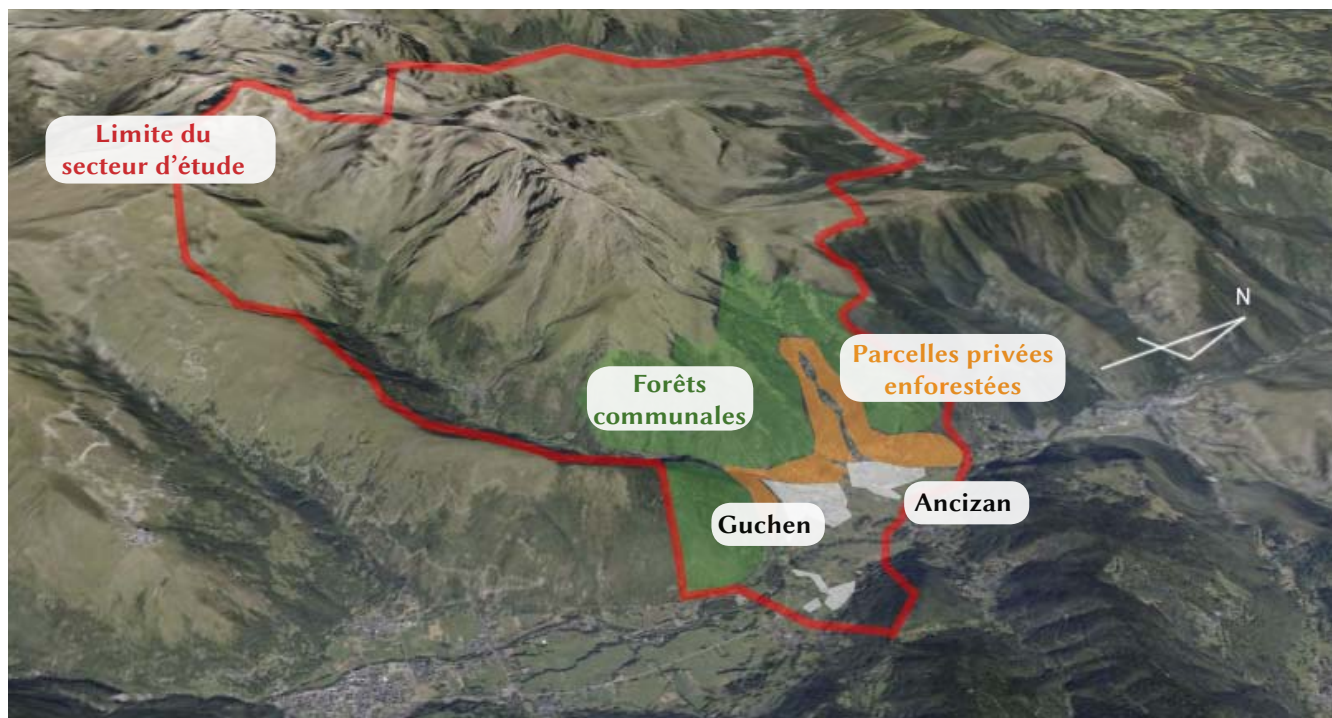 Limite du
secteur d’étude
N
Parcelles privées
enforestées
Forêts
communales
Ancizan
Guchen